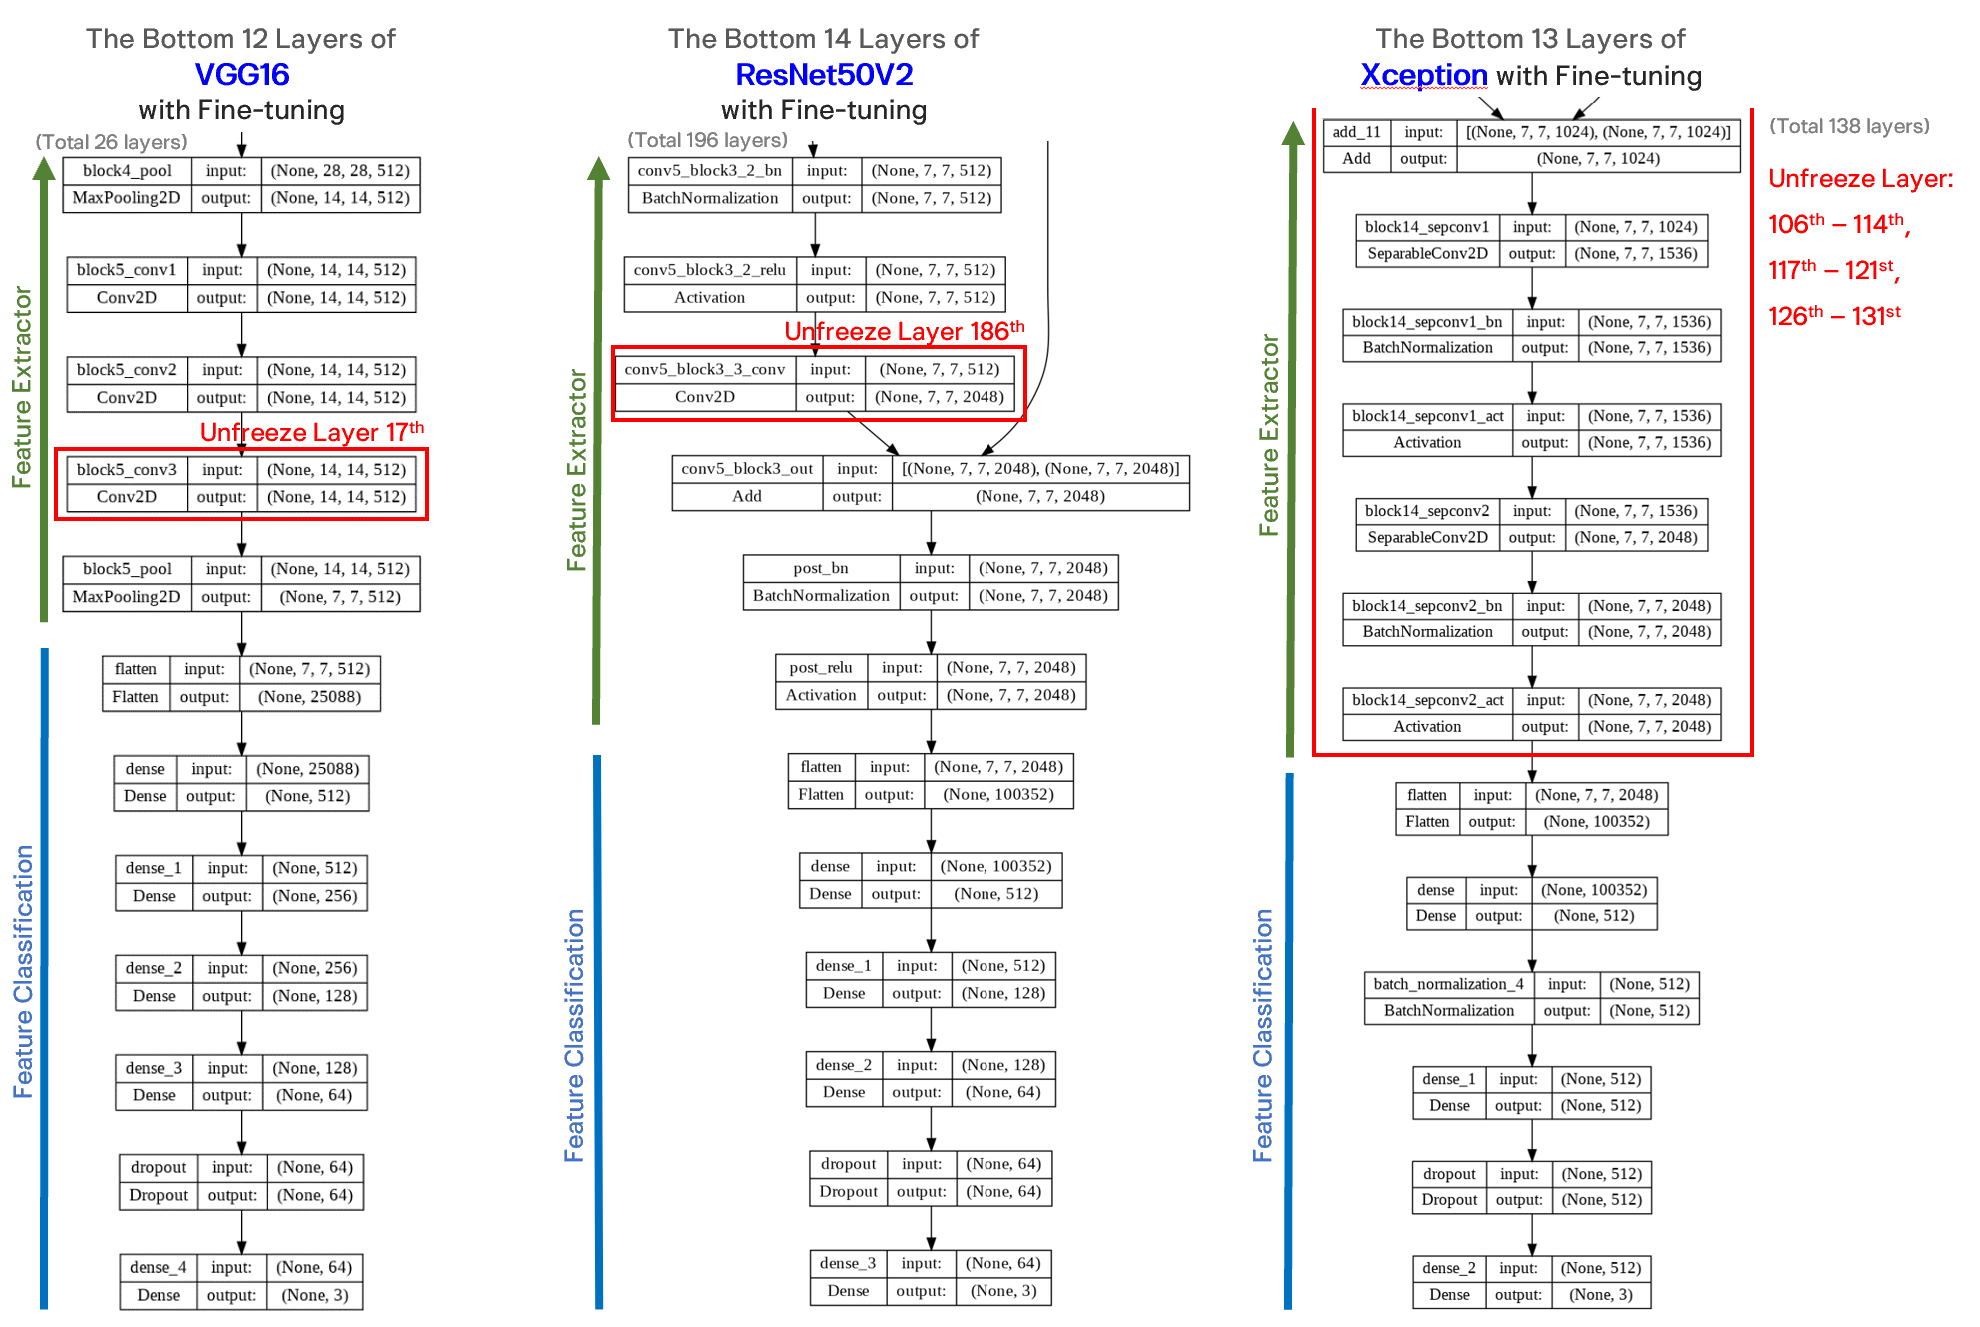 The Bottom 12 Layers of
VGG16
with Fine-tuning
(Total 26 layers)
Feature Extractor
block4_pool input: (None, 28, 28, 512)
MaxPooling2D output: (None, 14, 14, 512)
block5_conv1 input: (None, 14, 14, 512)
Conv2D output: (None, 14, 14, 512)
block5_conv2 input: (None, 14, 14, 512)
Conv2D output: (None, 14, 14, 512)
Unfreeze Layer 17th
block5_conv3 input: (None, 14, 14, 512)
Conv2D output: (None, 14, 14, 512)
block5_pool input: (None, 14, 14, 512)
MaxPooling2D output: (None, 7, 7, 512)
Feature Classification
flatten input: (None, 7, 7, 512)
Flatten output: (None, 25088)
dense input: (None, 25088)
Dense output: (None, 512)
dense_1 input: (None, 512)
Dense output: (None, 256)
dense_2 input: (None, 256)
Dense output: (None, 128)
dense_3 input: (None, 128)
Dense output: (None, 64)
dropout input: (None, 64)
Dropout output: (None, 64)
dense_4 input: (None, 64)
Dense output: (None, 3)
The Bottom 14 Layers of
ResNet50V2
with Fine-tuning
(Total 196 layers)
Feature Extractor
conv5_block3_2_bn input: (None, 7, 7, 512)
BatchNormalization output: (None, 7, 7, 512)
conv5_block3_2_relu input: (None, 7, 7, 512)
Activation output: (None, 7, 7, 512)
Unfreeze Layer 186th
conv5_block3_3_conv input: (None, 7, 7, 512)
Conv2D output: (None, 7, 7, 2048)
conv5_block3_out input: [(None, 7, 7, 2048), (None, 7, 7, 2048)]
Add output: (None, 7, 7, 2048)
post_bn input: (None, 7, 7, 2048)
BatchNormalization output: (None, 7, 7, 2048)
post_relu input: (None, 7, 7, 2048)
Activation output: (None, 7, 7, 2048)
Feature Classification
flatten input: (None, 7, 7, 2048)
Flatten output: (None, 100352)
dense input: (None, 100352)
Dense output: (None, 512)
dense_1 input: (None, 512)
Dense output: (None, 128)
dense_2 input: (None, 128)
Dense output: (None, 64)
dropout input: (None, 64)
Dropout output: (None, 64)
dense_3 input: (None, 64)
Dense output: (None, 3)
The Bottom 13 Layers of
Xception with Fine-tuning
(Total 138 layers)
Unfreeze Layer:
106th – 114th,
117th – 121st,
126th – 131st
Feature Extractor
add_11 input: [(None, 7, 7, 1024), (None, 7, 7, 1024)]
Add output: (None, 7, 7, 1024)
block14_sepconv1 input: (None, 7, 7, 1024)
SeparableConv2D output: (None, 7, 7, 1536)
block14_sepconv1_bn input: (None, 7, 7, 1536)
BatchNormalization output: (None, 7, 7, 1536)
block14_sepconv1_act input: (None, 7, 7, 1536)
Activation output: (None, 7, 7, 1536)
block14_sepconv2 input: (None, 7, 7, 1536)
SeparableConv2D output: (None, 7, 7, 2048)
block14_sepconv2_bn input: (None, 7, 7, 2048)
BatchNormalization output: (None, 7, 7, 2048)
block14_sepconv2_act input: (None, 7, 7, 2048)
Activation output: (None, 7, 7, 2048)
Feature Classification
flatten input: (None, 7, 7, 2048)
Flatten output: (None, 100352)
dense input: (None, 100352)
Dense output: (None, 512)
batch_normalization_4 input: (None, 512)
BatchNormalization output: (None, 512)
dense_1 input: (None, 512)
Dense output: (None, 512)
dropout input: (None, 512)
Dropout output: (None, 512)
dense_2 input: (None, 512)
Dense output: (None, 3)